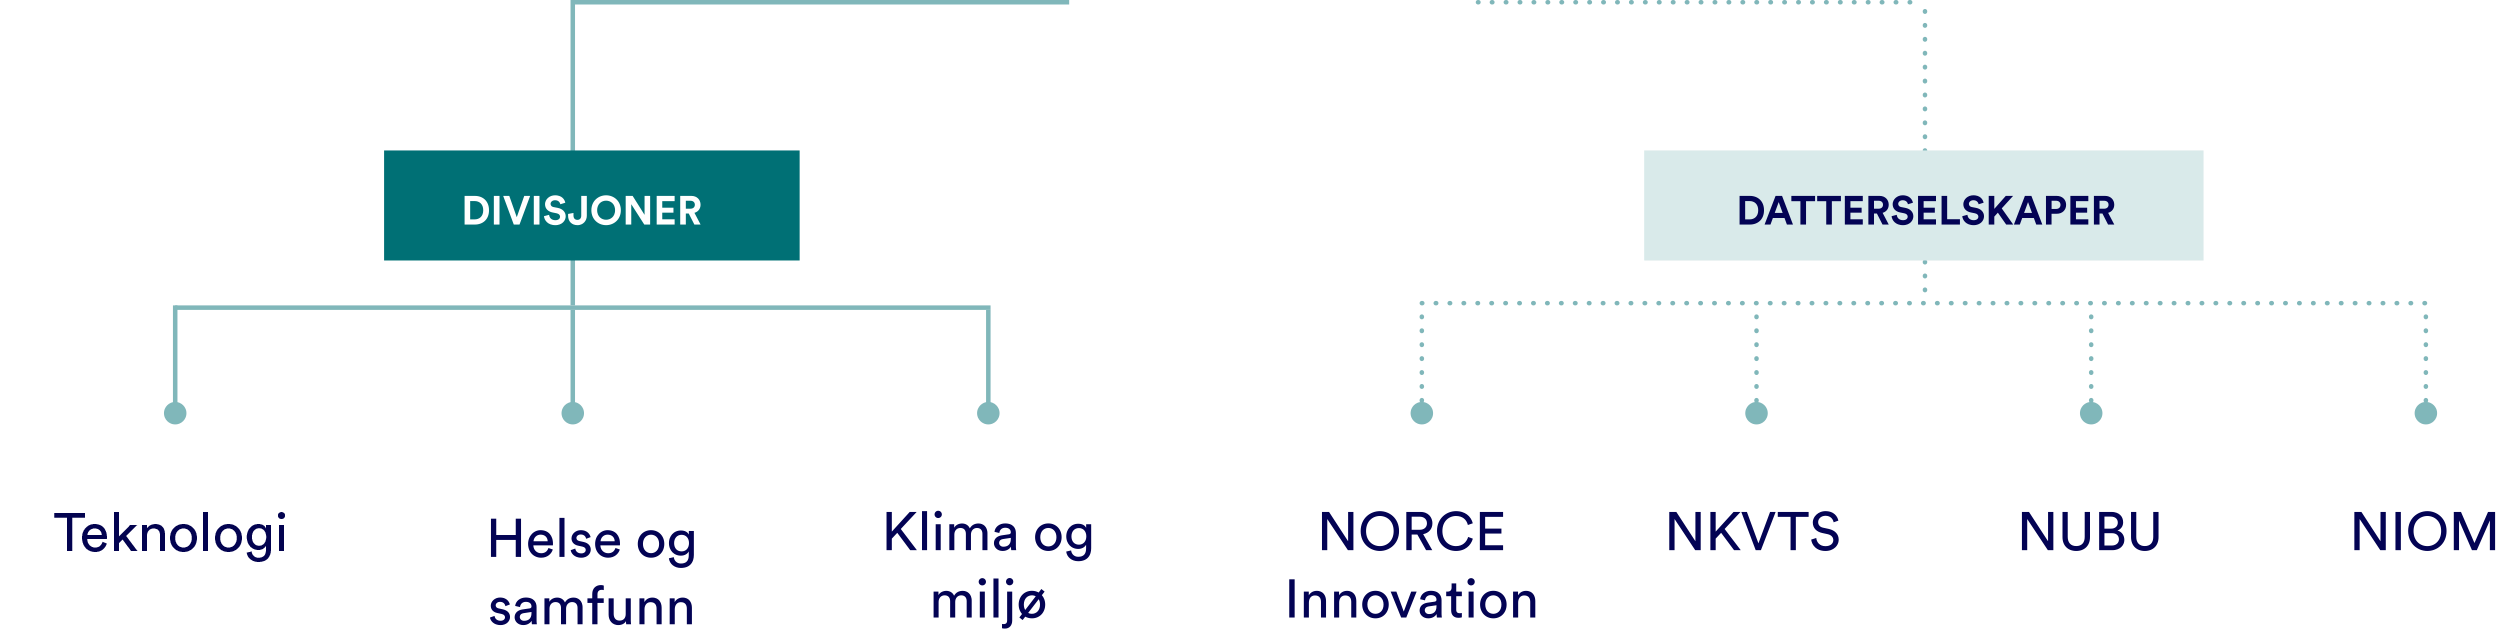 DIVISJONER
DATTERSELSKAPER
Teknologi
Helse og
samfunn
Klima og
miljø
NORCE
Innovation
NKVTS
NUBU
NIOM